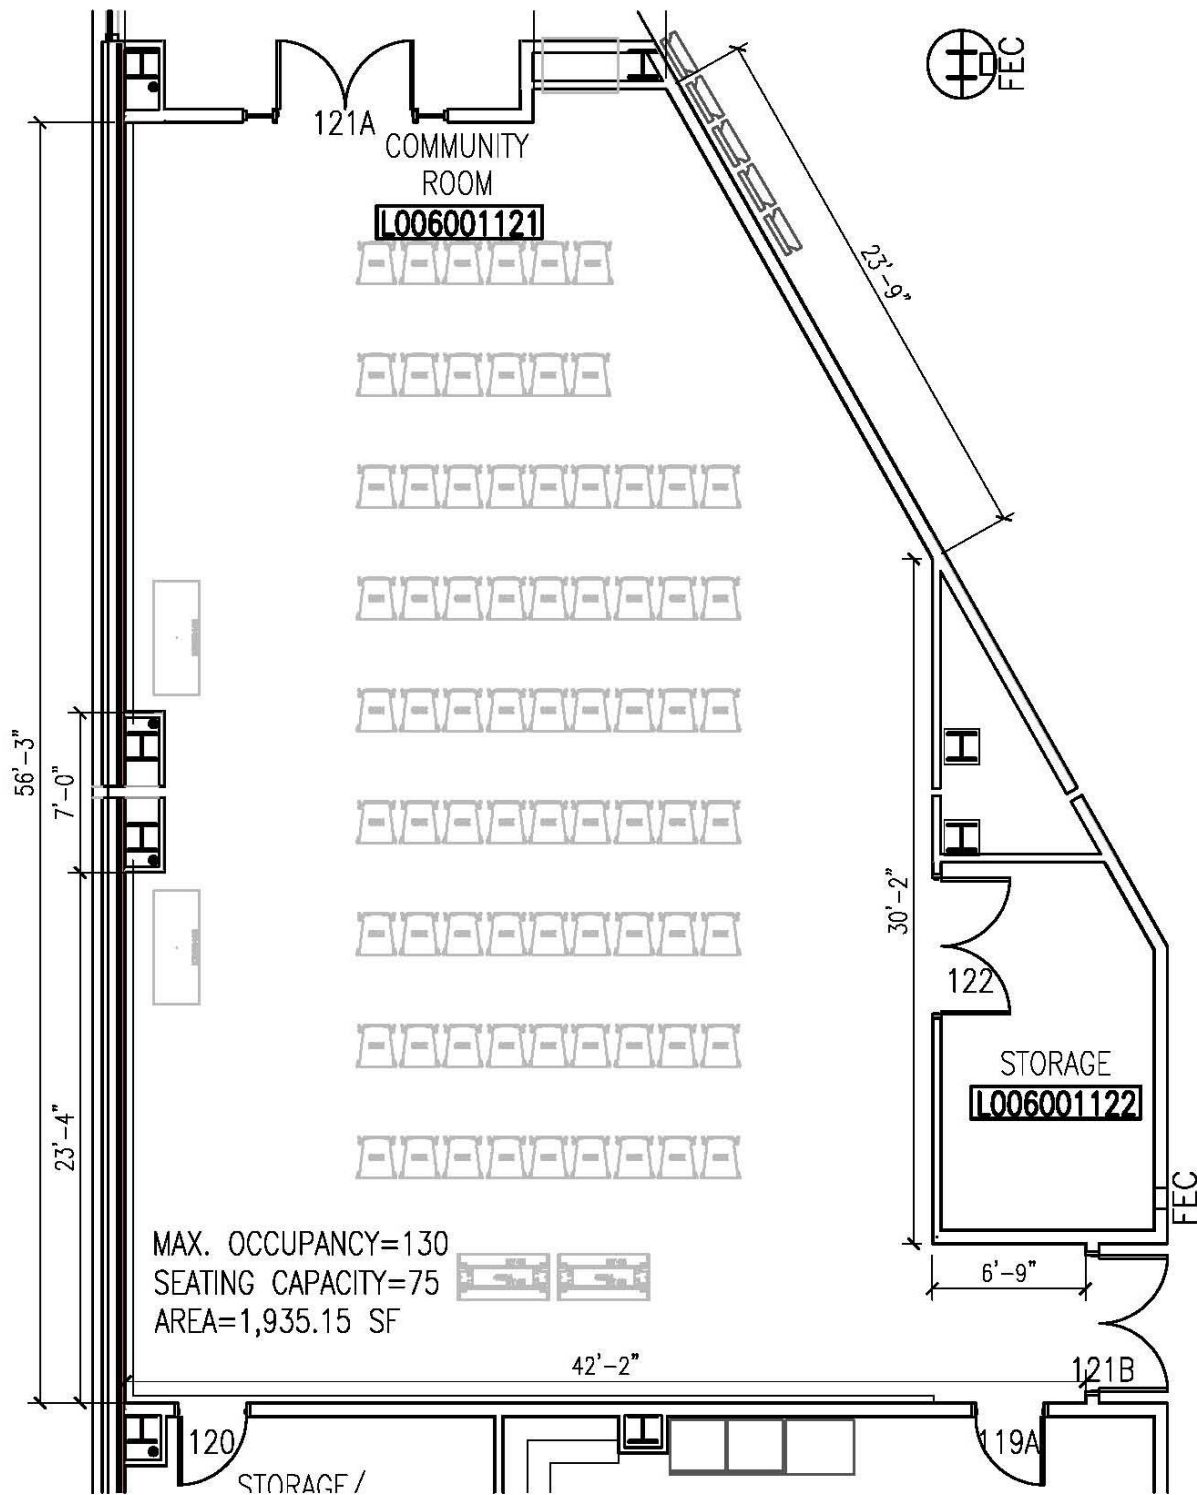 FEC
121A
COMMUNITY
ROOM
L006001121
23'-9"
56'-3"
7'-0"
30'-2"
122
STORAGE
L006001122
23'-4"
FEC
MAX. OCCUPANCY=130
SEATING CAPACITY=75
AREA=1,935.15 SF
6'-9"
42'-2"
121B
120
119A
STORAGE/